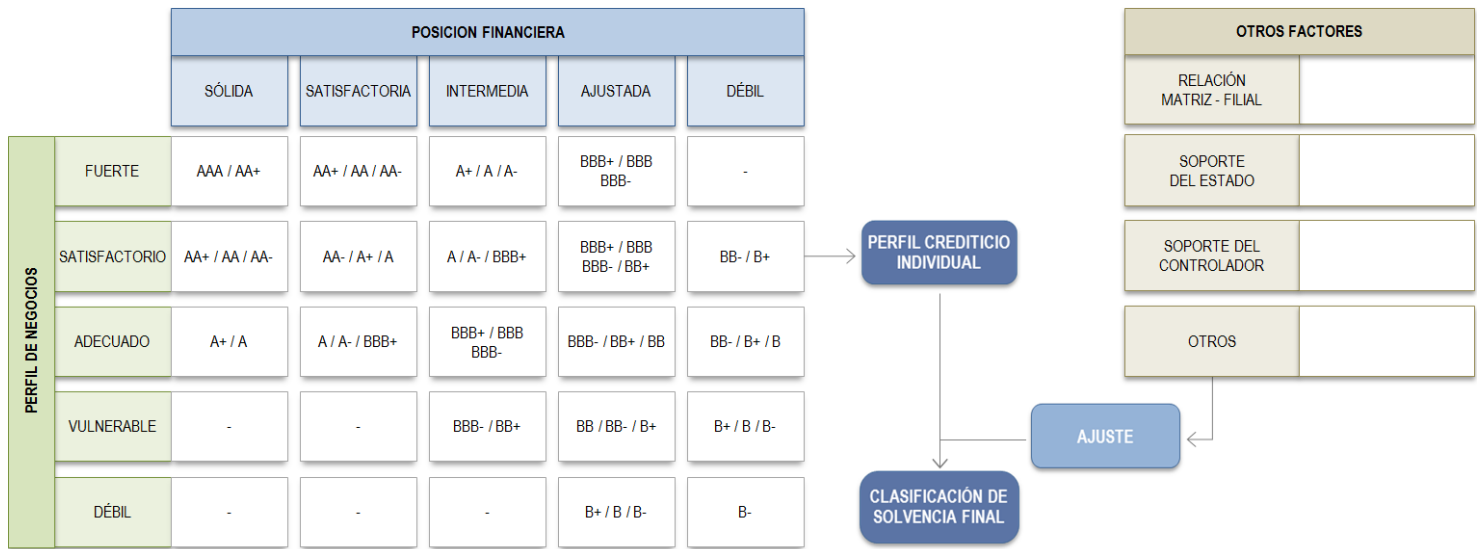 POSICION FINANCIERA
SÓLIDA
SATISFACTORIA
INTERMEDIA
AJUSTADA
DÉBIL
PERFIL DE NEGOCIOS
FUERTE
AAA / AA+
AA+ / AA / AA-
A+ / A / A-
BBB+ / BBB
BBB-
-
SATISFACTORIO
AA+ / AA / AA-
AA- / A+ / A
A / A- / BBB+
BBB+ / BBB
BBB- / BB+
BB- / B+
ADECUADO
A+ / A
A / A- / BBB+
BBB+ / BBB
BBB-
BBB- / BB+ / BB
BB- / B+ / B
VULNERABLE
-
-
BBB- / BB+
BB / BB- / B+
B+ / B / B-
DÉBIL
-
-
-
B+ / B / B-
B-
PERFIL CREDITICIO
INDIVIDUAL
CLASIFICACIÓN DE
SOLVENCIA FINAL
AJUSTE
OTROS FACTORES
RELACIÓN
MATRIZ - FILIAL
SOPORTE
DEL ESTADO
SOPORTE DEL
CONTROLADOR
OTROS